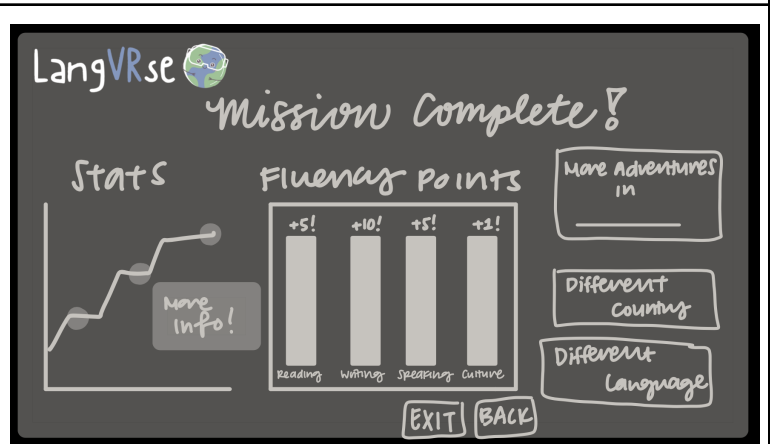 LangVRse
Mission Complete!
Stats
More
info!
Fluency Points
+5! +10! +5! +1!
Reading Writing Speaking Culture
More Adventures
in
Different
Country
Different
Language
EXIT BACK